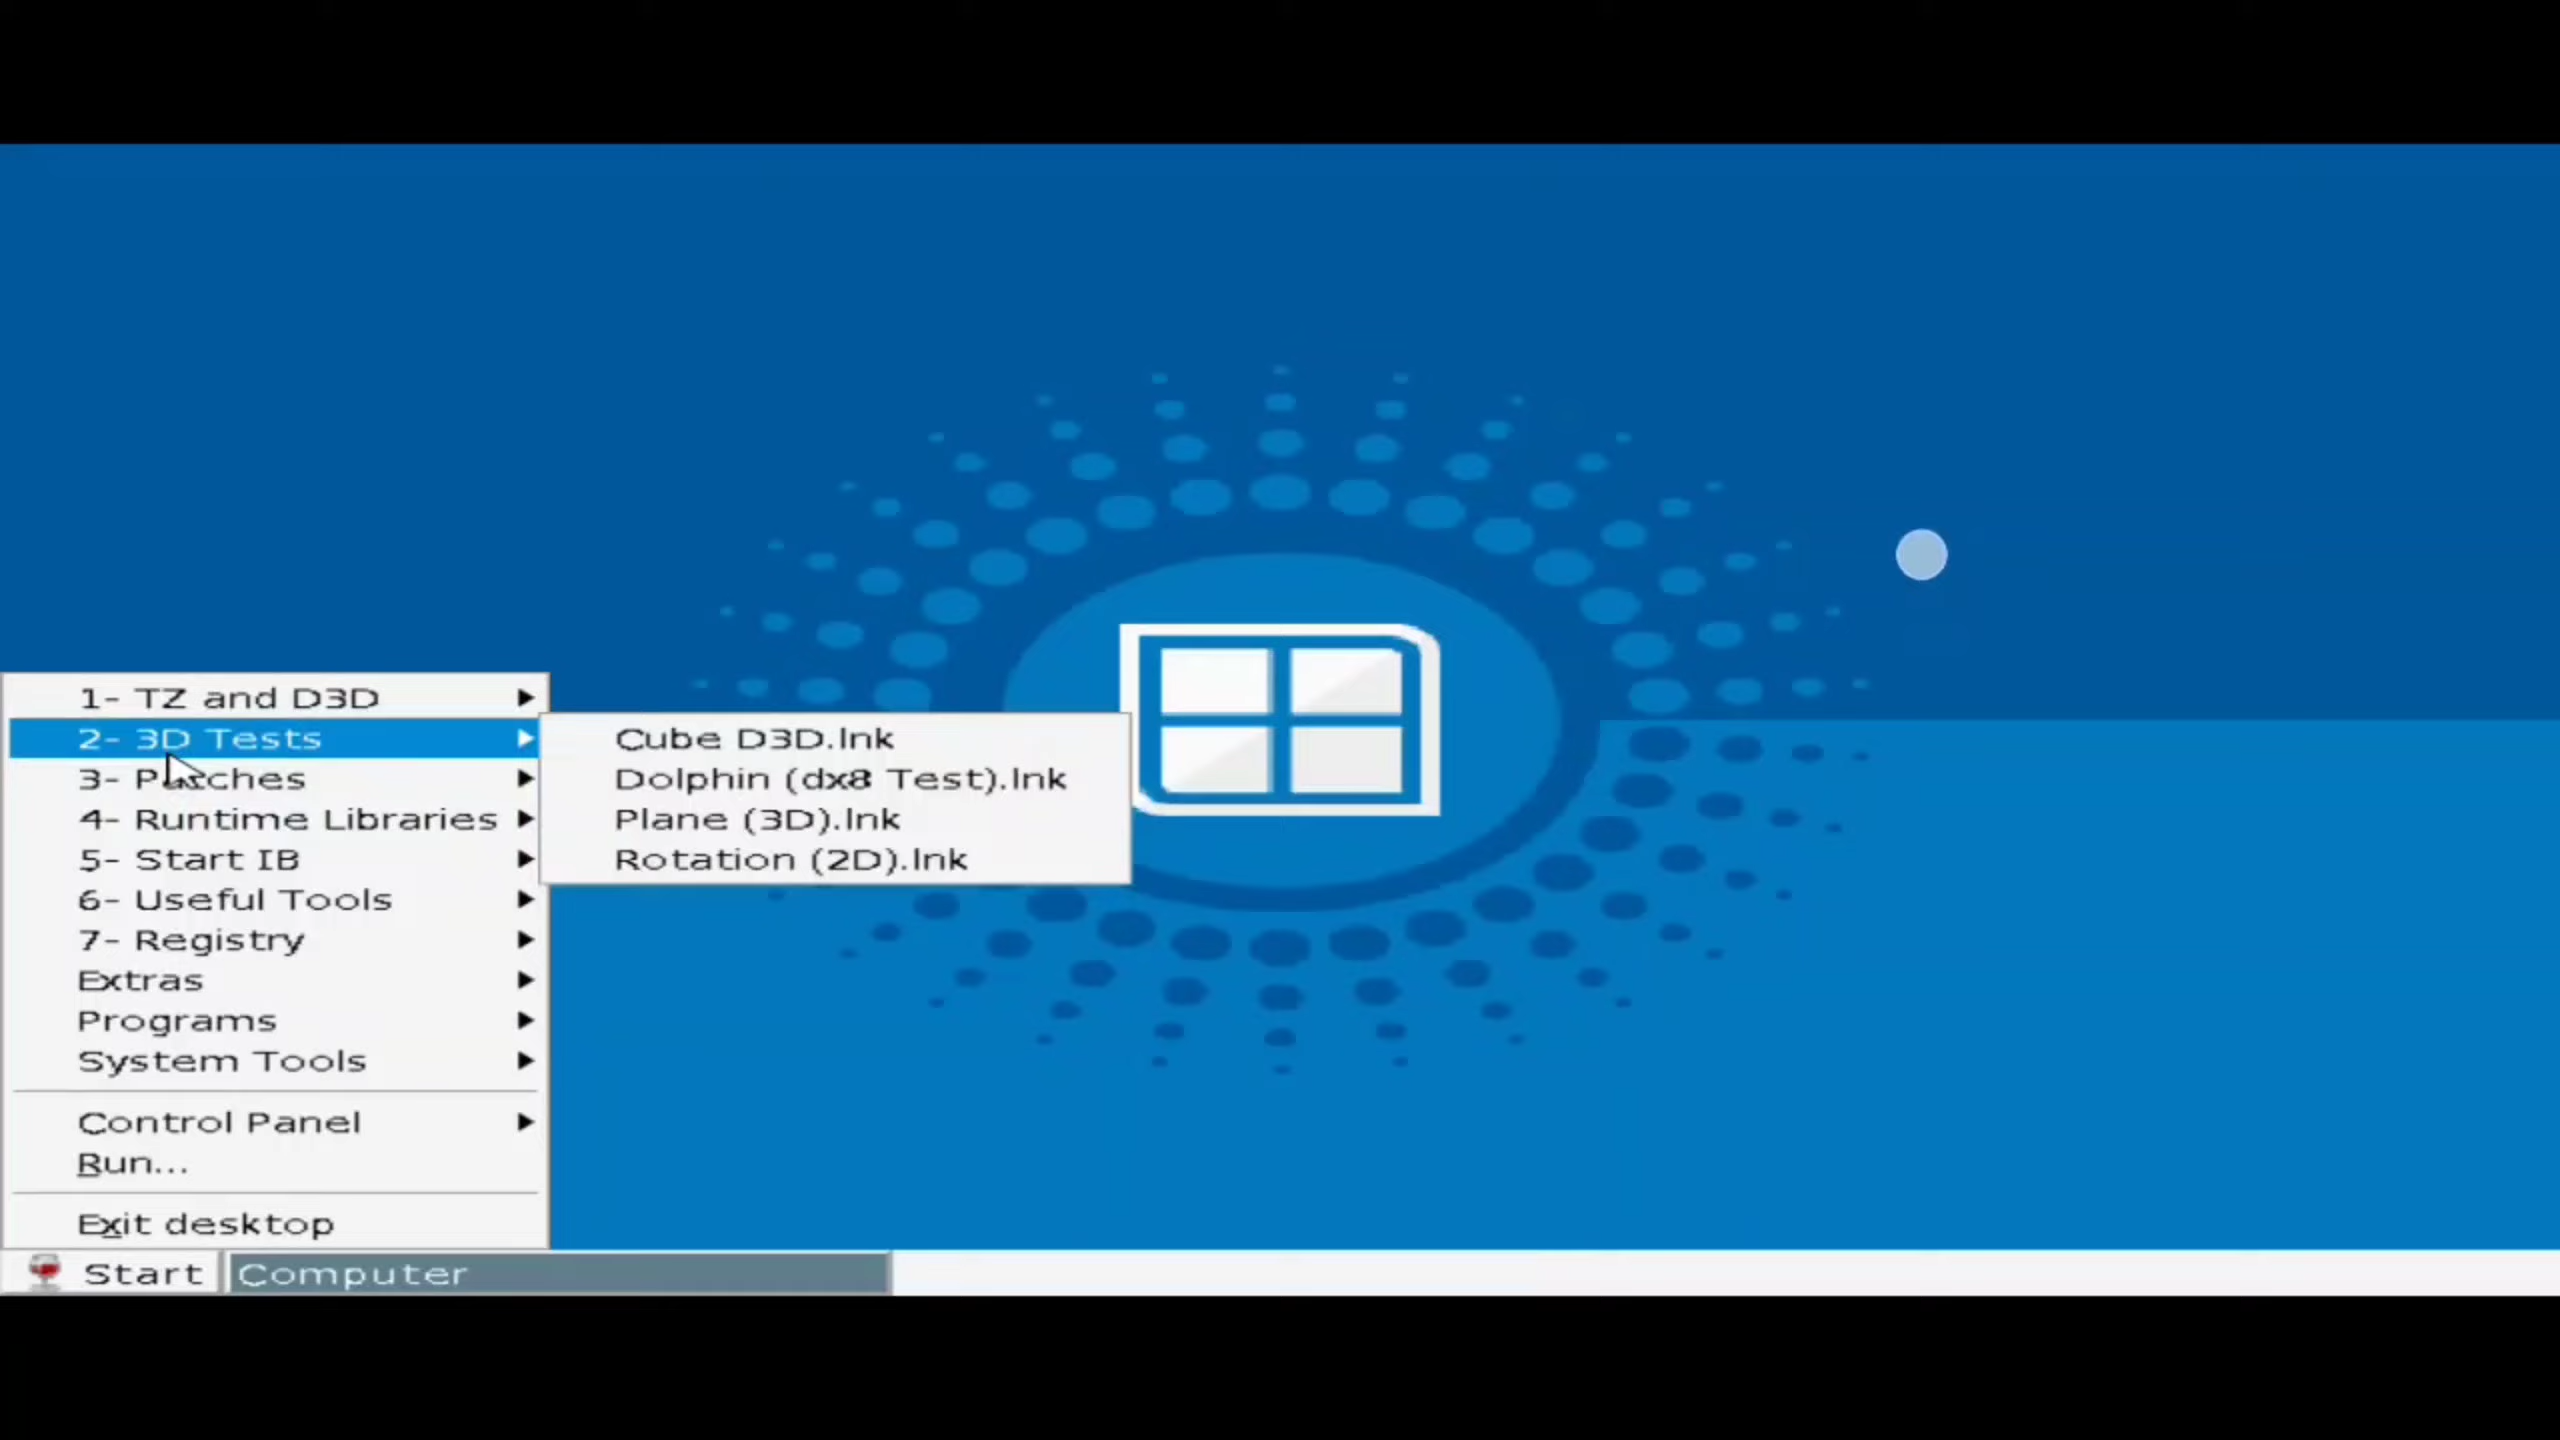 1- TZ and D3D
2- 3D Tests
3- Patches
4- Runtime Libraries
5- Start IB
6- Useful Tools
7- Registry
Extras
Programs
System Tools
Control Panel
Run...
Exit desktop
Cube D3D.lnk
Dolphin (dx8 Test).lnk
Plane (3D).lnk
Rotation (2D).lnk
Start
Computer